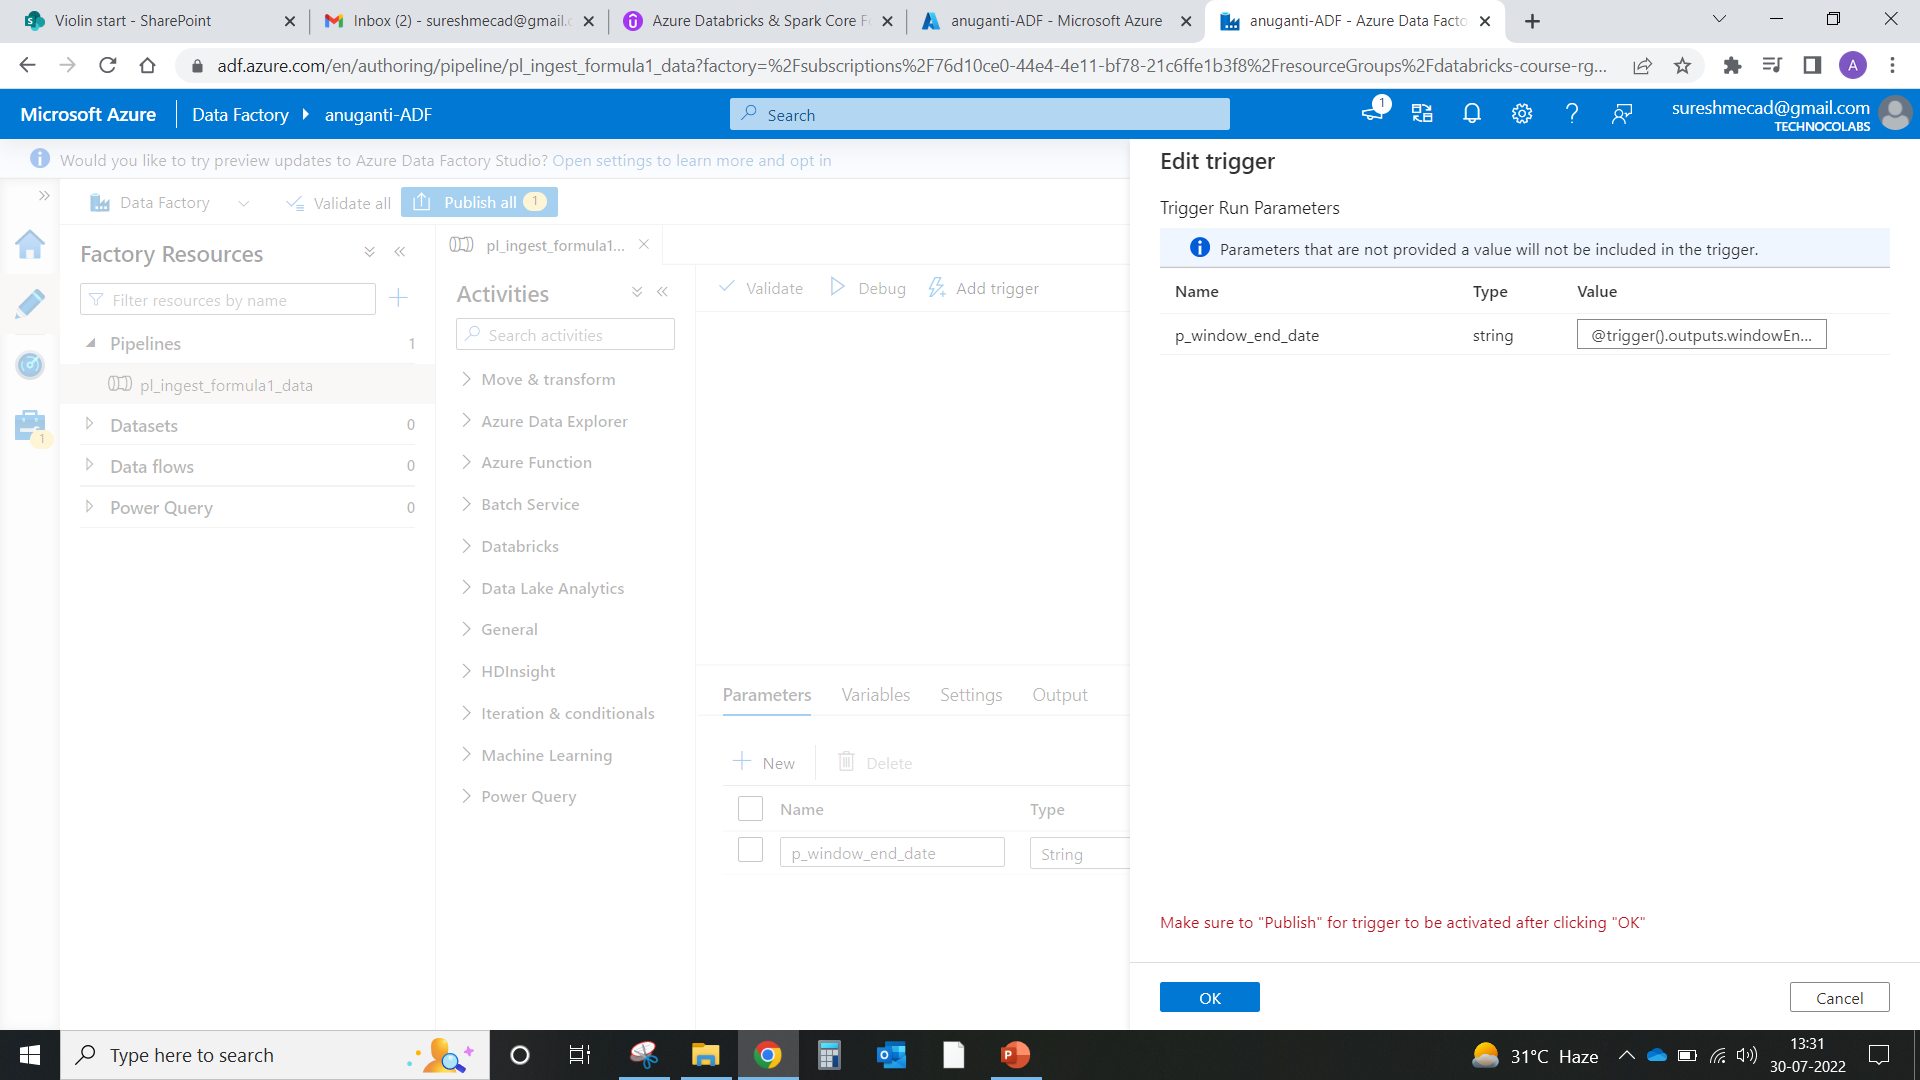 Violin start - SharePoint
Inbox (2) - sureshmecad@gmail.c
Azure Databricks & Spark Core Fo
anuganti-ADF - Microsoft Azure
anuganti-ADF - Azure Data Facto
adf.azure.com/en/authoring/pipeline/pl_ingest_formula1_data?factory=%2Fsubscriptions%2F76d10ce0-44e4-4e11-bf78-21c6ffe1b3f8%2FresourceGroups%2Fdatabricks-course-rg...
A
Microsoft Azure
Data Factory
anuganti-ADF
Search
1
sureshmecad@gmail.com
TECHNOCOLABS
Would you like to try preview updates to Azure Data Factory Studio? Open settings to learn more and opt in
Data Factory
Validate all
Publish all 1
Factory Resources
Filter resources by name
Pipelines 1
pl_ingest_formula1_data
Datasets 0
Data flows 0
Power Query 0
1
pl_ingest_formula1...
Activities
Search activities
Move & transform
Azure Data Explorer
Azure Function
Batch Service
Databricks
Data Lake Analytics
General
HDInsight
Iteration & conditionals
Machine Learning
Power Query
Validate
Debug
Add trigger
Parameters
Variables
Settings
Output
New
Delete
Name
Type
p_window_end_date
String
Edit trigger
Trigger Run Parameters
Parameters that are not provided a value will not be included in the trigger.
Name Type Value
p_window_end_date string @trigger().outputs.windowEn...
Make sure to "Publish" for trigger to be activated after clicking "OK"
OK
Cancel
Type here to search
31°C Haze
13:31
30-07-2022